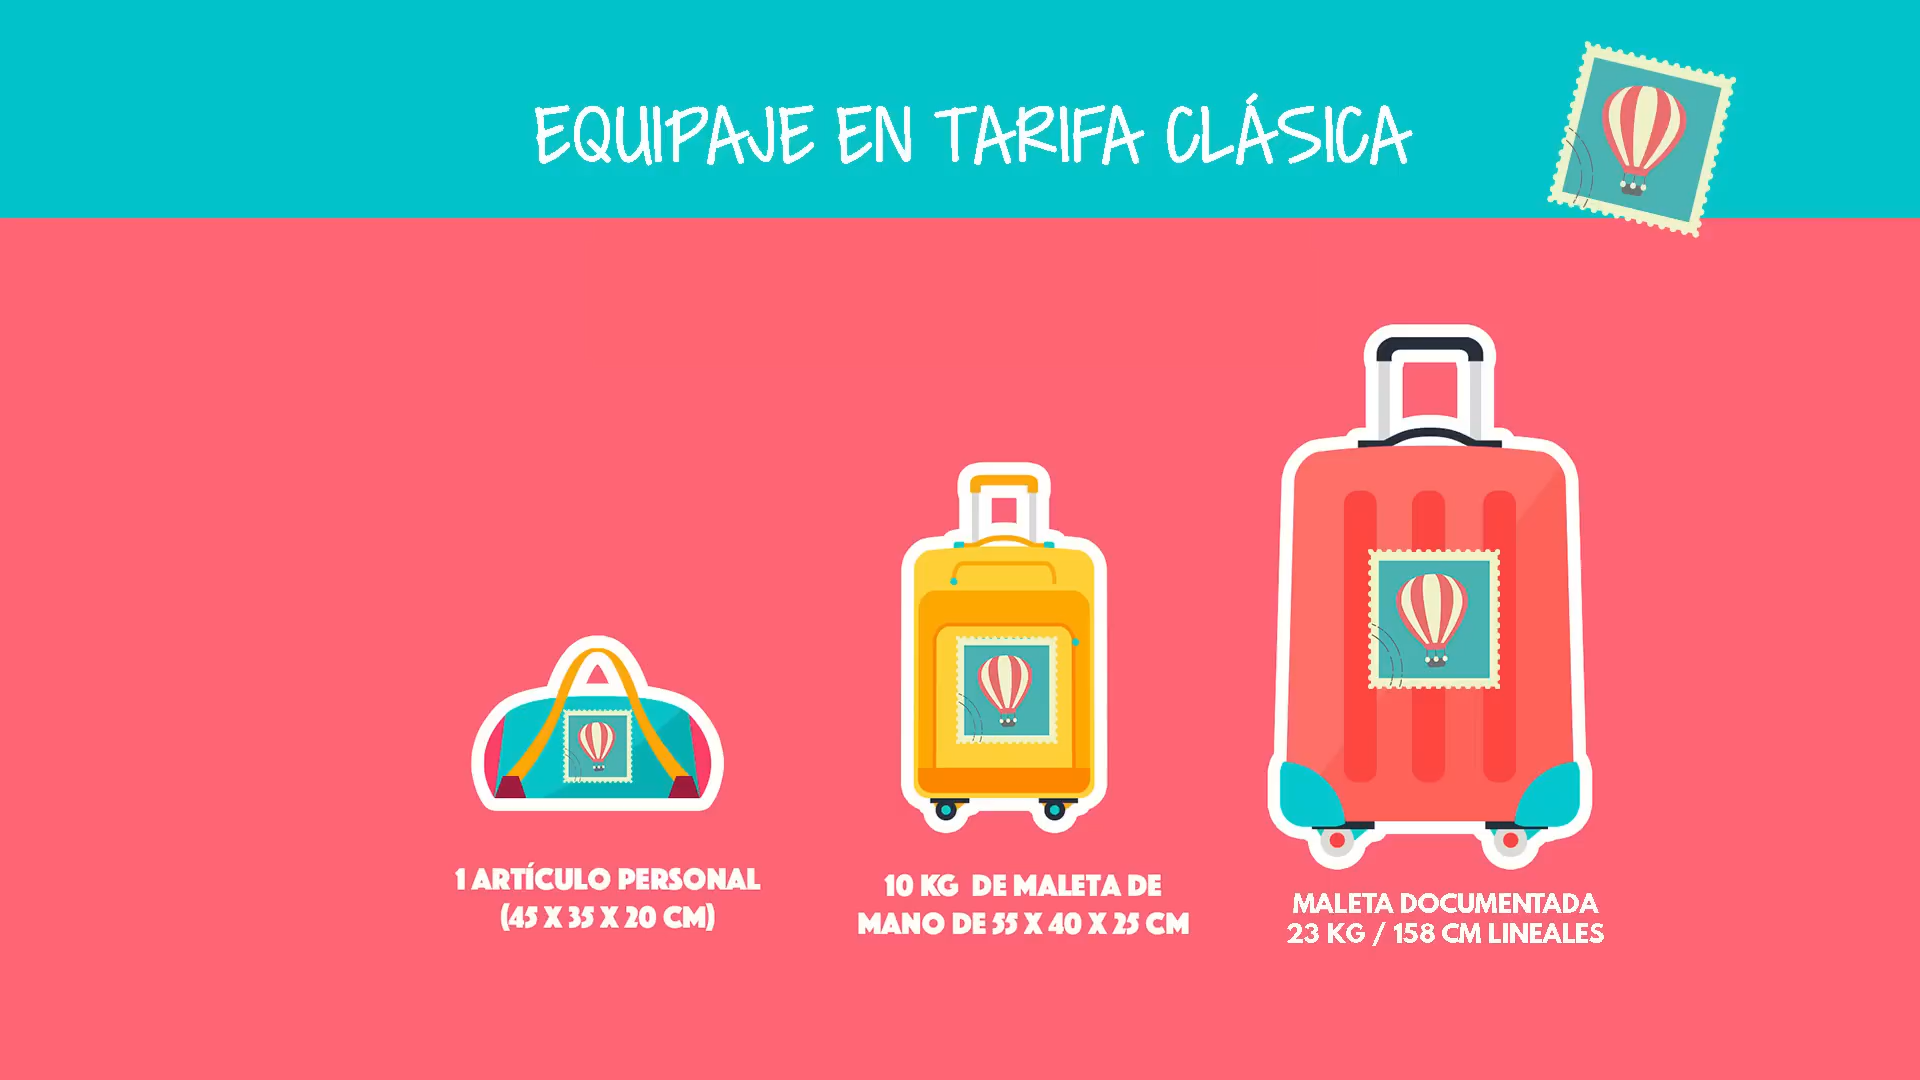 EQUIPAJE EN TARIFA CLÁSICA
1 ARTÍCULO PERSONAL
(45 X 35 X 20 CM)
10 KG DE MALETA DE
MANO DE 55 X 40 X 25 CM
MALETA DOCUMENTADA
23 KG / 158 CM LINEALES